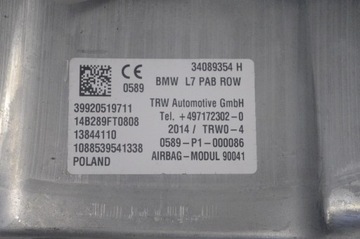 34089354 H
CE
0589
BMW L7 PAB ROW
39920519711
TRW Automotive GmbH
14B289FT0808
Tel. +497172302-0
13844110
2014 / TRW0-4
1088539541338
0589-P1-000086
POLAND
AIRBAG-MODUL 90041